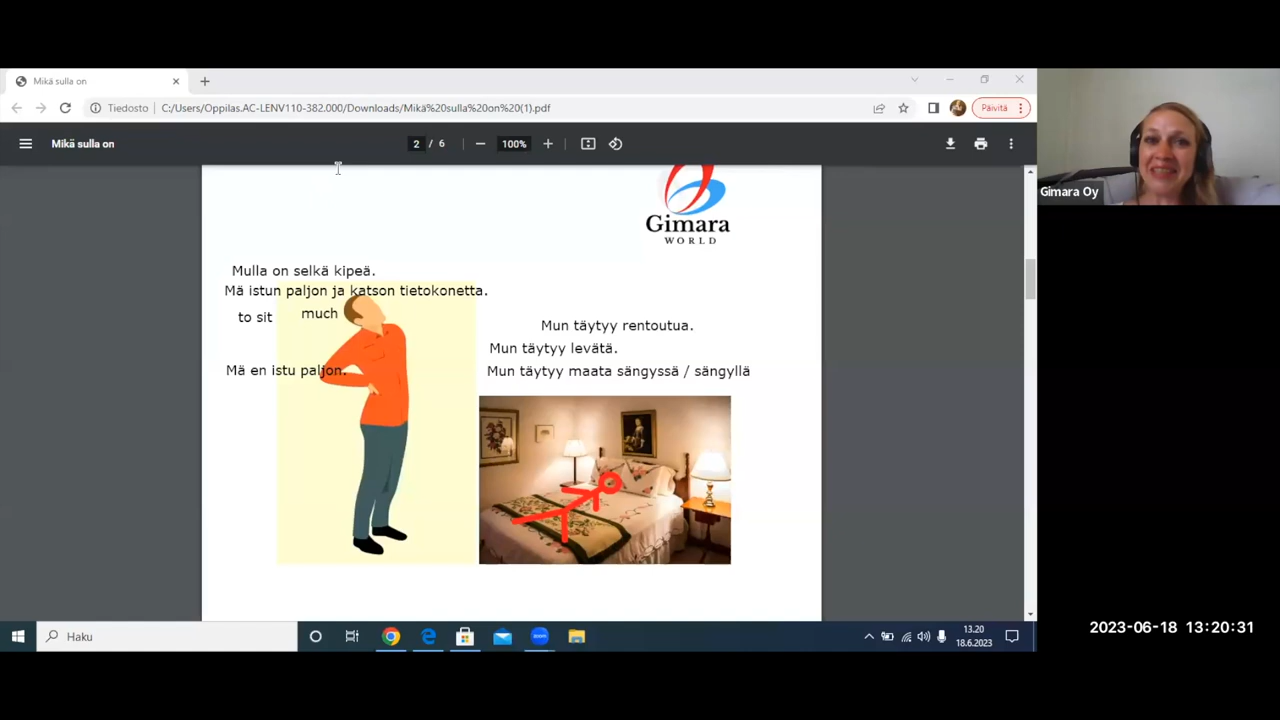 Mikä sulla on
Tiedosto
C:/Users/Oppilas.AC-LENV110-382.000/Downloads/Mikä%20sulla%20on%20(1).pdf
Päivitä
Mikä sulla on
2 / 6
100%
Gimara
WORLD
Mulla on selkä kipeä.
Mä istun paljon ja katson tietokonetta.
to sit
much
Mä en istu paljon.
Mun täytyy rentoutua.
Mun täytyy levätä.
Mun täytyy maata sängyssä / sängyllä
Gimara Oy
Haku
zoom
13.20
18.6.2023
2023-06-18 13:20:31